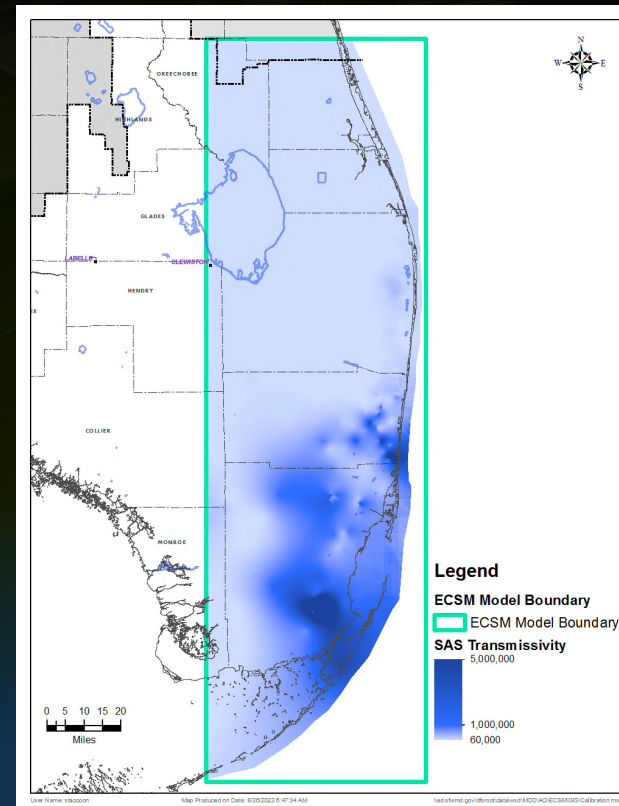 N
W E
S
OKEECHOBEE
HIGHLANDS
GLADES
LABELLE
CLEWISTON
HENDRY
EE
COLLIER
MONROE
Legend
ECSM Model Boundary
ECSM Model Boundary
SAS Transmissivity
5,000,000
1,000,000
60,000
0 5 10 15 20
Miles
User Name: Map Produced on Date: 8/26/2022 6:47:34 AM